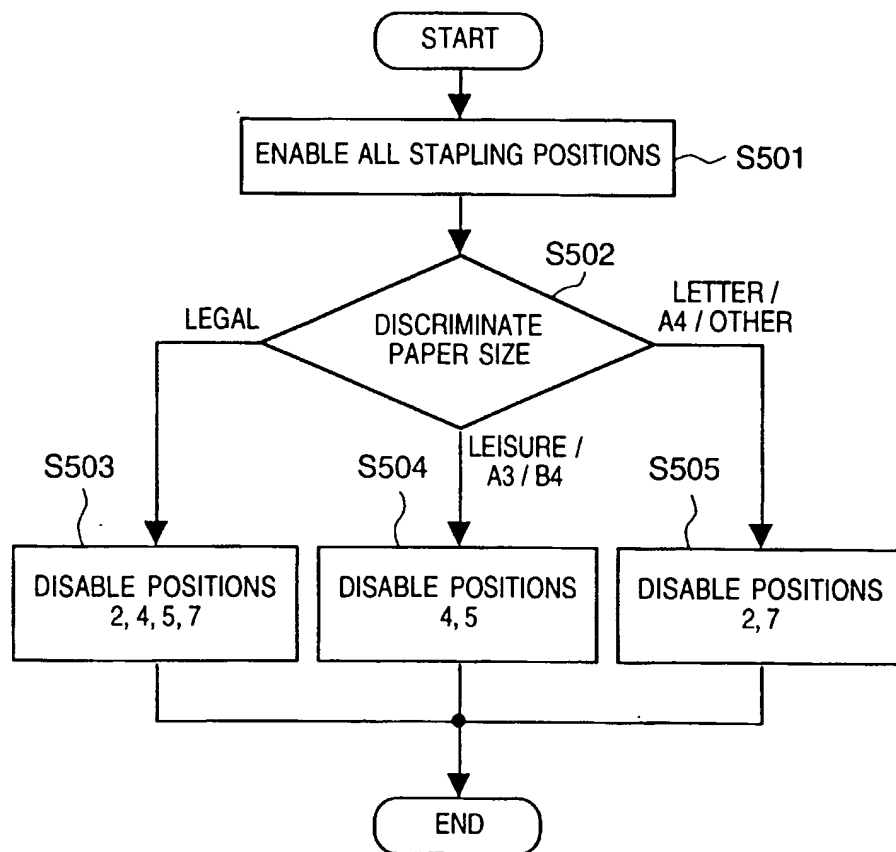 START
ENABLE ALL STAPLING POSITIONS
S501
S502
LEGAL
DISCRIMINATE
PAPER SIZE
LETTER /
A4 / OTHER
LEISURE /
A3 / B4
S503
DISABLE POSITIONS
2, 4, 5, 7
S504
DISABLE POSITIONS
4, 5
S505
DISABLE POSITIONS
2, 7
END